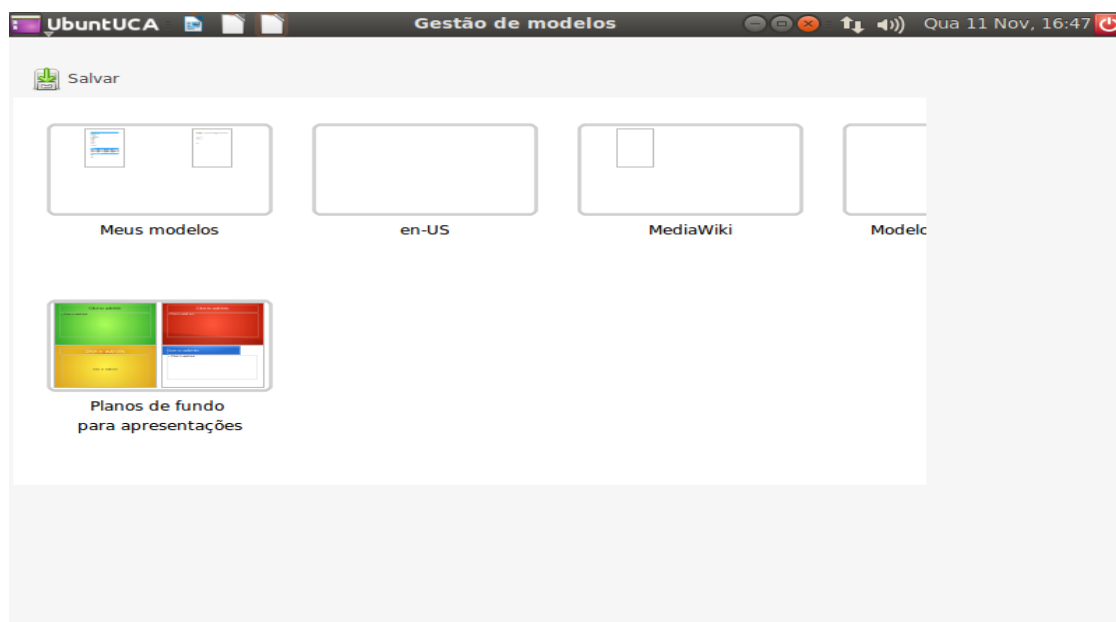 UbuntUCA Gestão de modelos Qua 11 Nov, 16:47
Salvar
Meus modelos en-US MediaWiki Modelo
Planos de fundo
para apresentações